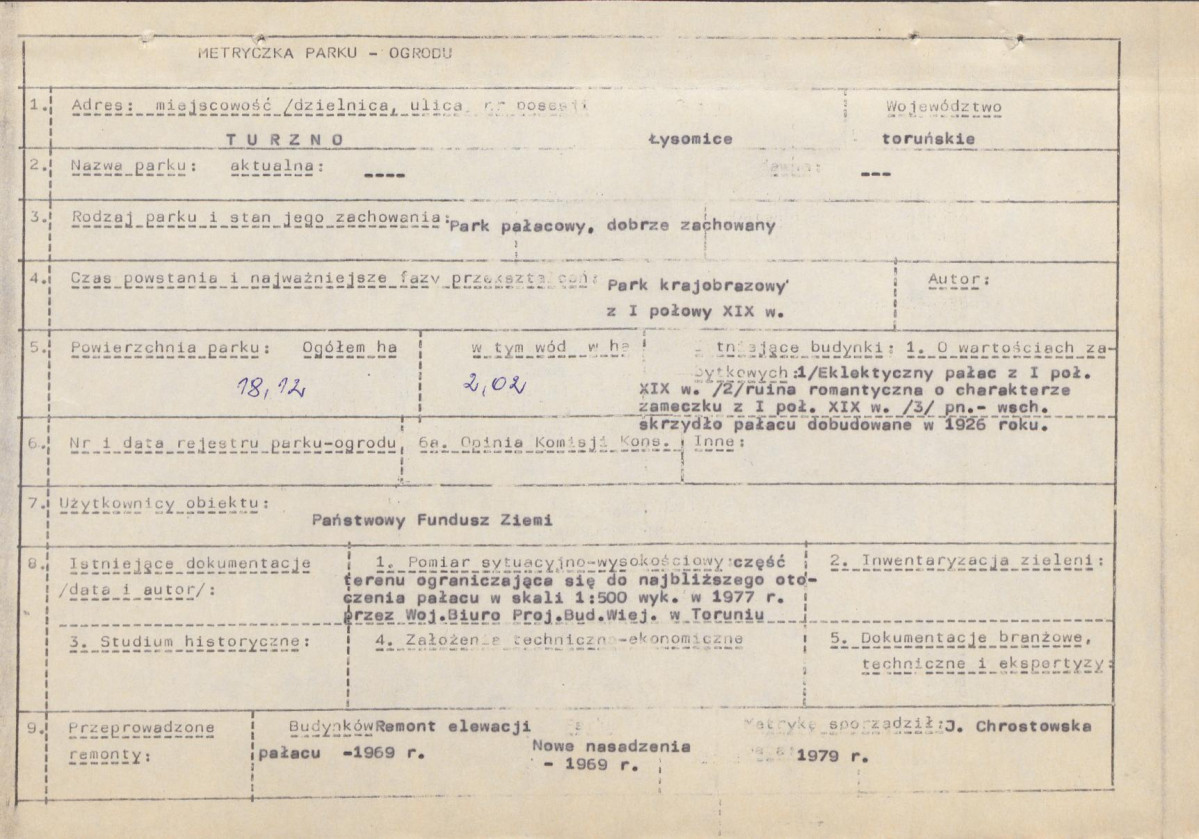 METRYCZKA PARKU - OGRODU
1. Adres: miejscowość /dzielnica, ulica, nr posesji
Województwo
TURZNO Łysomice toruńskie
2. Nazwa parku: aktualna: ---- ---
3. Rodzaj parku i stan jego zachowania: Park pałacowy, dobrze zachowany
4. Czas powstania i najważniejsze fazy przekształceń: Park krajobrazowy
z I połowy XIX w.
Autor:
5. Powierzchnia parku: Ogółem ha
18,12
w tym wód w ha
2,02
budynki: 1. O wartościach za-
bytkowych: 1/Eklektyczny pałac z I poł.
XIX w. /2/ruina romantyczna o charakterze
zameczku z I poł. XIX w. /3/ pn.- wsch.
skrzydło pałacu dobudowane w 1926 roku.
6. Nr i data rejestru parku-ogrodu
6a. Opinia Komisji Kons.
Inne:
7. Użytkownicy obiektu:
Państwowy Fundusz Ziemi
8. Istniejące dokumentacje
/data i autor/:
1. Pomiar sytuacyjno-wysokościowy: część
terenu ograniczająca się do najbliższego oto-
czenia pałacu w skali 1:500 wyk. w 1977 r.
przez Woj.Biuro Proj.Bud.Wiej. w Toruniu
2. Inwentaryzacja zieleni:
3. Studium historyczne:
4. Założenia techniczno-ekonomiczne
5. Dokumentacje branżowe,
techniczne i ekspertyzy:
9. Przeprowadzone
remonty:
Budynków Remont elewacji
pałacu -1969 r.
Nowe nasadzenia
- 1969 r.
Metrykę sporządził: J. Chrostowska
1979 r.